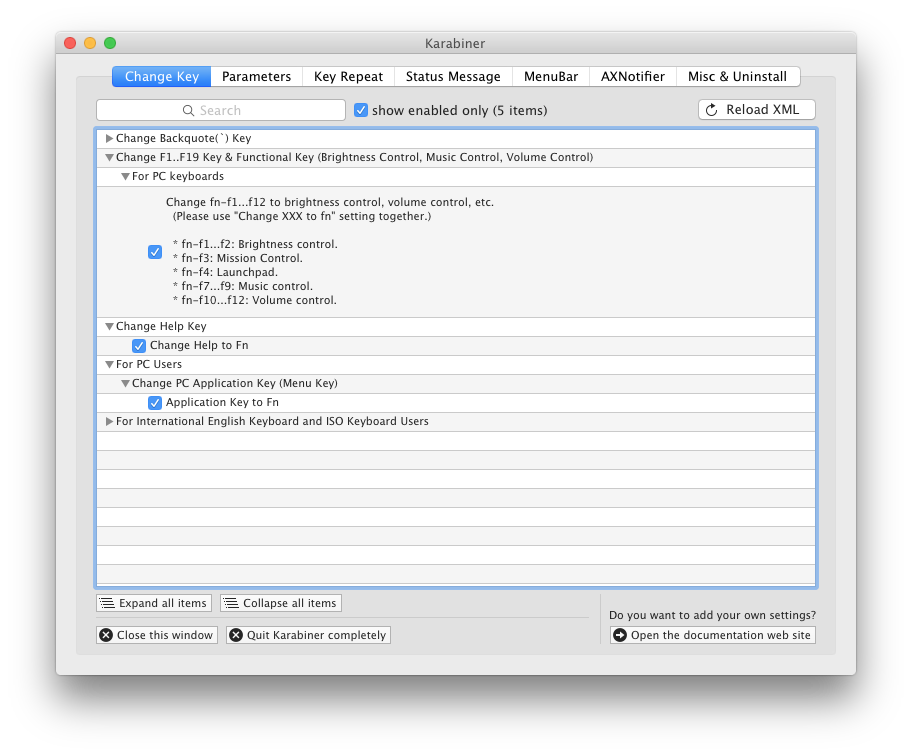 Karabiner
Change Key Parameters Key Repeat Status Message MenuBar AXNotifier Misc & Uninstall
Search show enabled only (5 items) Reload XML
Change Backquote(`) Key
Change F1..F19 Key & Functional Key (Brightness Control, Music Control, Volume Control)
For PC keyboards
Change fn-f1...f12 to brightness control, volume control, etc.
(Please use "Change XXX to fn" setting together.)
* fn-f1...f2: Brightness control.
* fn-f3: Mission Control.
* fn-f4: Launchpad.
* fn-f7...f9: Music control.
* fn-f10...f12: Volume control.
Change Help Key
Change Help to Fn
For PC Users
Change PC Application Key (Menu Key)
Application Key to Fn
For International English Keyboard and ISO Keyboard Users
Expand all items Collapse all items
Do you want to add your own settings?
Close this window Quit Karabiner completely Open the documentation web site